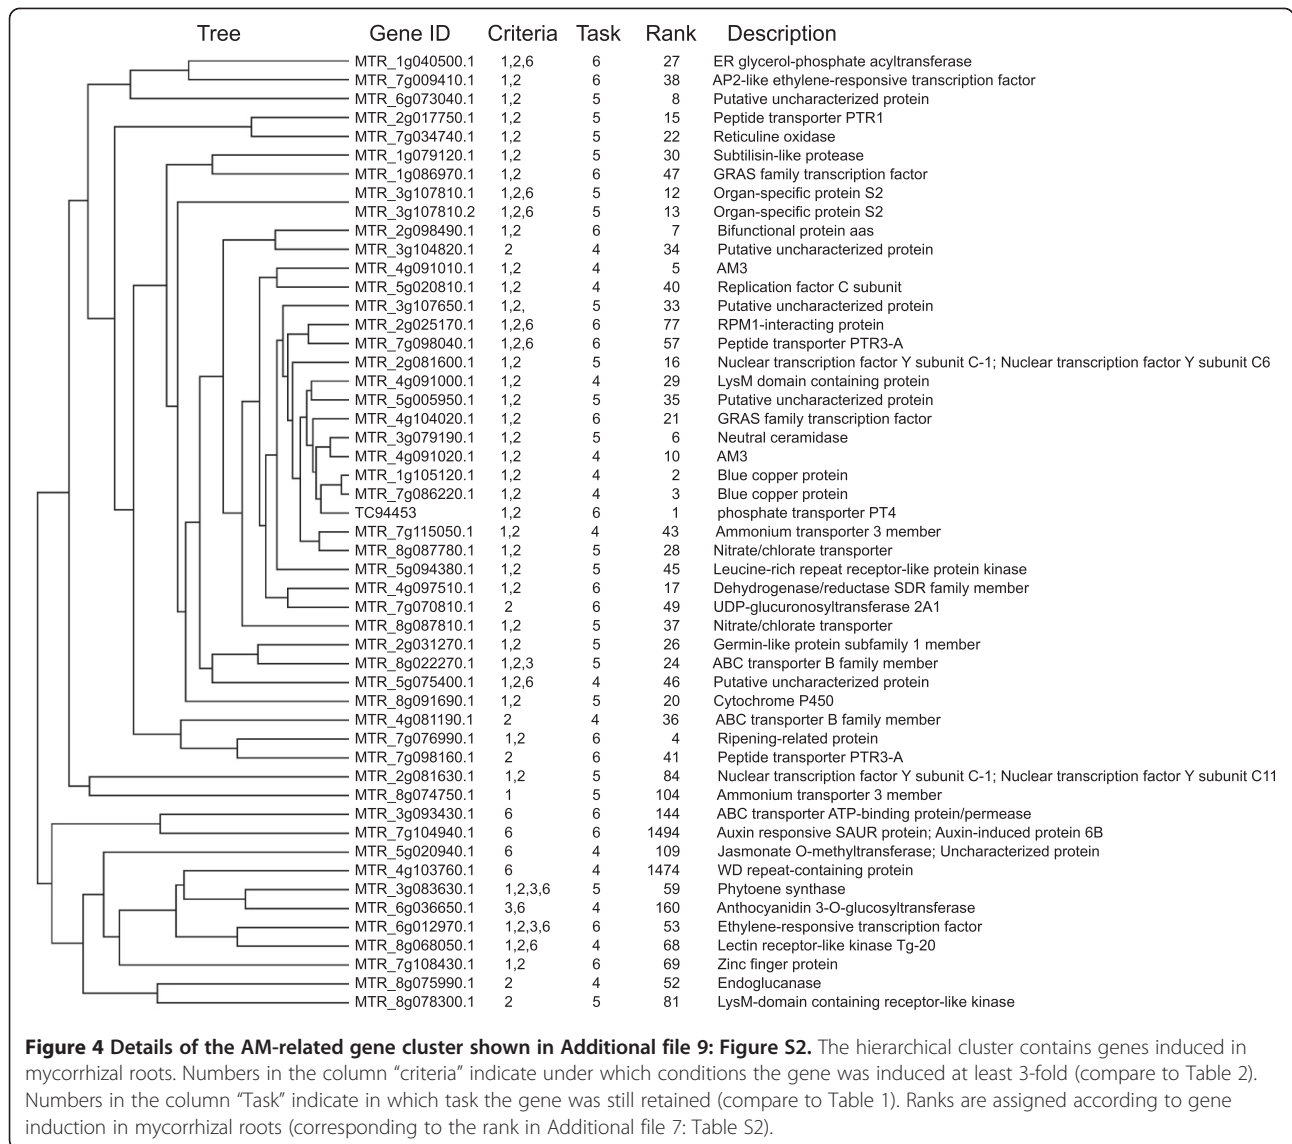 Tree Gene ID Criteria Task Rank Description
MTR_1g040500.1 1,2,6 6 27 ER glycerol-phosphate acyltransferase
MTR_7g009410.1 1,2 6 38 AP2-like ethylene-responsive transcription factor
MTR_6g073040.1 1,2 5 8 Putative uncharacterized protein
MTR_2g017750.1 1,2 5 15 Peptide transporter PTR1
MTR_7g034740.1 1,2 5 22 Reticuline oxidase
MTR_1g079120.1 1,2 5 30 Subtilisin-like protease
MTR_1g086970.1 1,2 6 47 GRAS family transcription factor
MTR_3g107810.1 1,2,6 5 12 Organ-specific protein S2
MTR_3g107810.2 1,2,6 5 13 Organ-specific protein S2
MTR_2g098490.1 1,2 6 7 Bifunctional protein aas
MTR_3g104820.1 2 4 34 Putative uncharacterized protein
MTR_4g091010.1 1,2 4 5 AM3
MTR_5g020810.1 1,2 4 40 Replication factor C subunit
MTR_3g107650.1 1,2, 5 33 Putative uncharacterized protein
MTR_2g025170.1 1,2,6 6 77 RPM1-interacting protein
MTR_7g098040.1 1,2,6 6 57 Peptide transporter PTR3-A
MTR_2g081600.1 1,2 5 16 Nuclear transcription factor Y subunit C-1; Nuclear transcription factor Y subunit C6
MTR_4g091000.1 1,2 4 29 LysM domain containing protein
MTR_5g005950.1 1,2 5 35 Putative uncharacterized protein
MTR_4g104020.1 1,2 6 21 GRAS family transcription factor
MTR_3g079190.1 1,2 5 6 Neutral ceramidase
MTR_4g091020.1 1,2 4 10 AM3
MTR_1g105120.1 1,2 4 2 Blue copper protein
MTR_7g086220.1 1,2 4 3 Blue copper protein
TC94453 1,2 6 1 phosphate transporter PT4
MTR_7g115050.1 1,2 4 43 Ammonium transporter 3 member
MTR_8g087780.1 1,2 5 28 Nitrate/chlorate transporter
MTR_5g094380.1 1,2 5 45 Leucine-rich repeat receptor-like protein kinase
MTR_4g097510.1 1,2 6 17 Dehydrogenase/reductase SDR family member
MTR_7g070810.1 2 6 49 UDP-glucuronosyltransferase 2A1
MTR_8g087810.1 1,2 5 37 Nitrate/chlorate transporter
MTR_2g031270.1 1,2 5 26 Germin-like protein subfamily 1 member
MTR_8g022270.1 1,2,3 5 24 ABC transporter B family member
MTR_5g075400.1 1,2,6 4 46 Putative uncharacterized protein
MTR_8g091690.1 1,2 5 20 Cytochrome P450
MTR_4g081190.1 2 4 36 ABC transporter B family member
MTR_7g076990.1 1,2 6 4 Ripening-related protein
MTR_7g098160.1 2 6 41 Peptide transporter PTR3-A
MTR_2g081630.1 1,2 5 84 Nuclear transcription factor Y subunit C-1; Nuclear transcription factor Y subunit C11
MTR_8g074750.1 1 5 104 Ammonium transporter 3 member
MTR_3g093430.1 6 6 144 ABC transporter ATP-binding protein/permease
MTR_7g104940.1 6 6 1494 Auxin responsive SAUR protein; Auxin-induced protein 6B
MTR_5g020940.1 6 4 109 Jasmonate O-methyltransferase; Uncharacterized protein
MTR_4g103760.1 6 4 1474 WD repeat-containing protein
MTR_3g083630.1 1,2,3,6 5 59 Phytoene synthase
MTR_6g036650.1 3,6 4 160 Anthocyanidin 3-O-glucosyltransferase
MTR_6g012970.1 1,2,3,6 6 53 Ethylene-responsive transcription factor
MTR_8g068050.1 1,2,6 4 68 Lectin receptor-like kinase Tg-20
MTR_7g108430.1 1,2 6 69 Zinc finger protein
MTR_8g075990.1 2 4 52 Endoglucanase
MTR_8g078300.1 2 5 81 LysM-domain containing receptor-like kinase
Figure 4 Details of the AM-related gene cluster shown in Additional file 9: Figure S2. The hierarchical cluster contains genes induced in
mycorrhizal roots. Numbers in the column “criteria” indicate under which conditions the gene was induced at least 3-fold (compare to Table 2).
Numbers in the column “Task” indicate in which task the gene was still retained (compare to Table 1). Ranks are assigned according to gene
induction in mycorrhizal roots (corresponding to the rank in Additional file 7: Table S2).